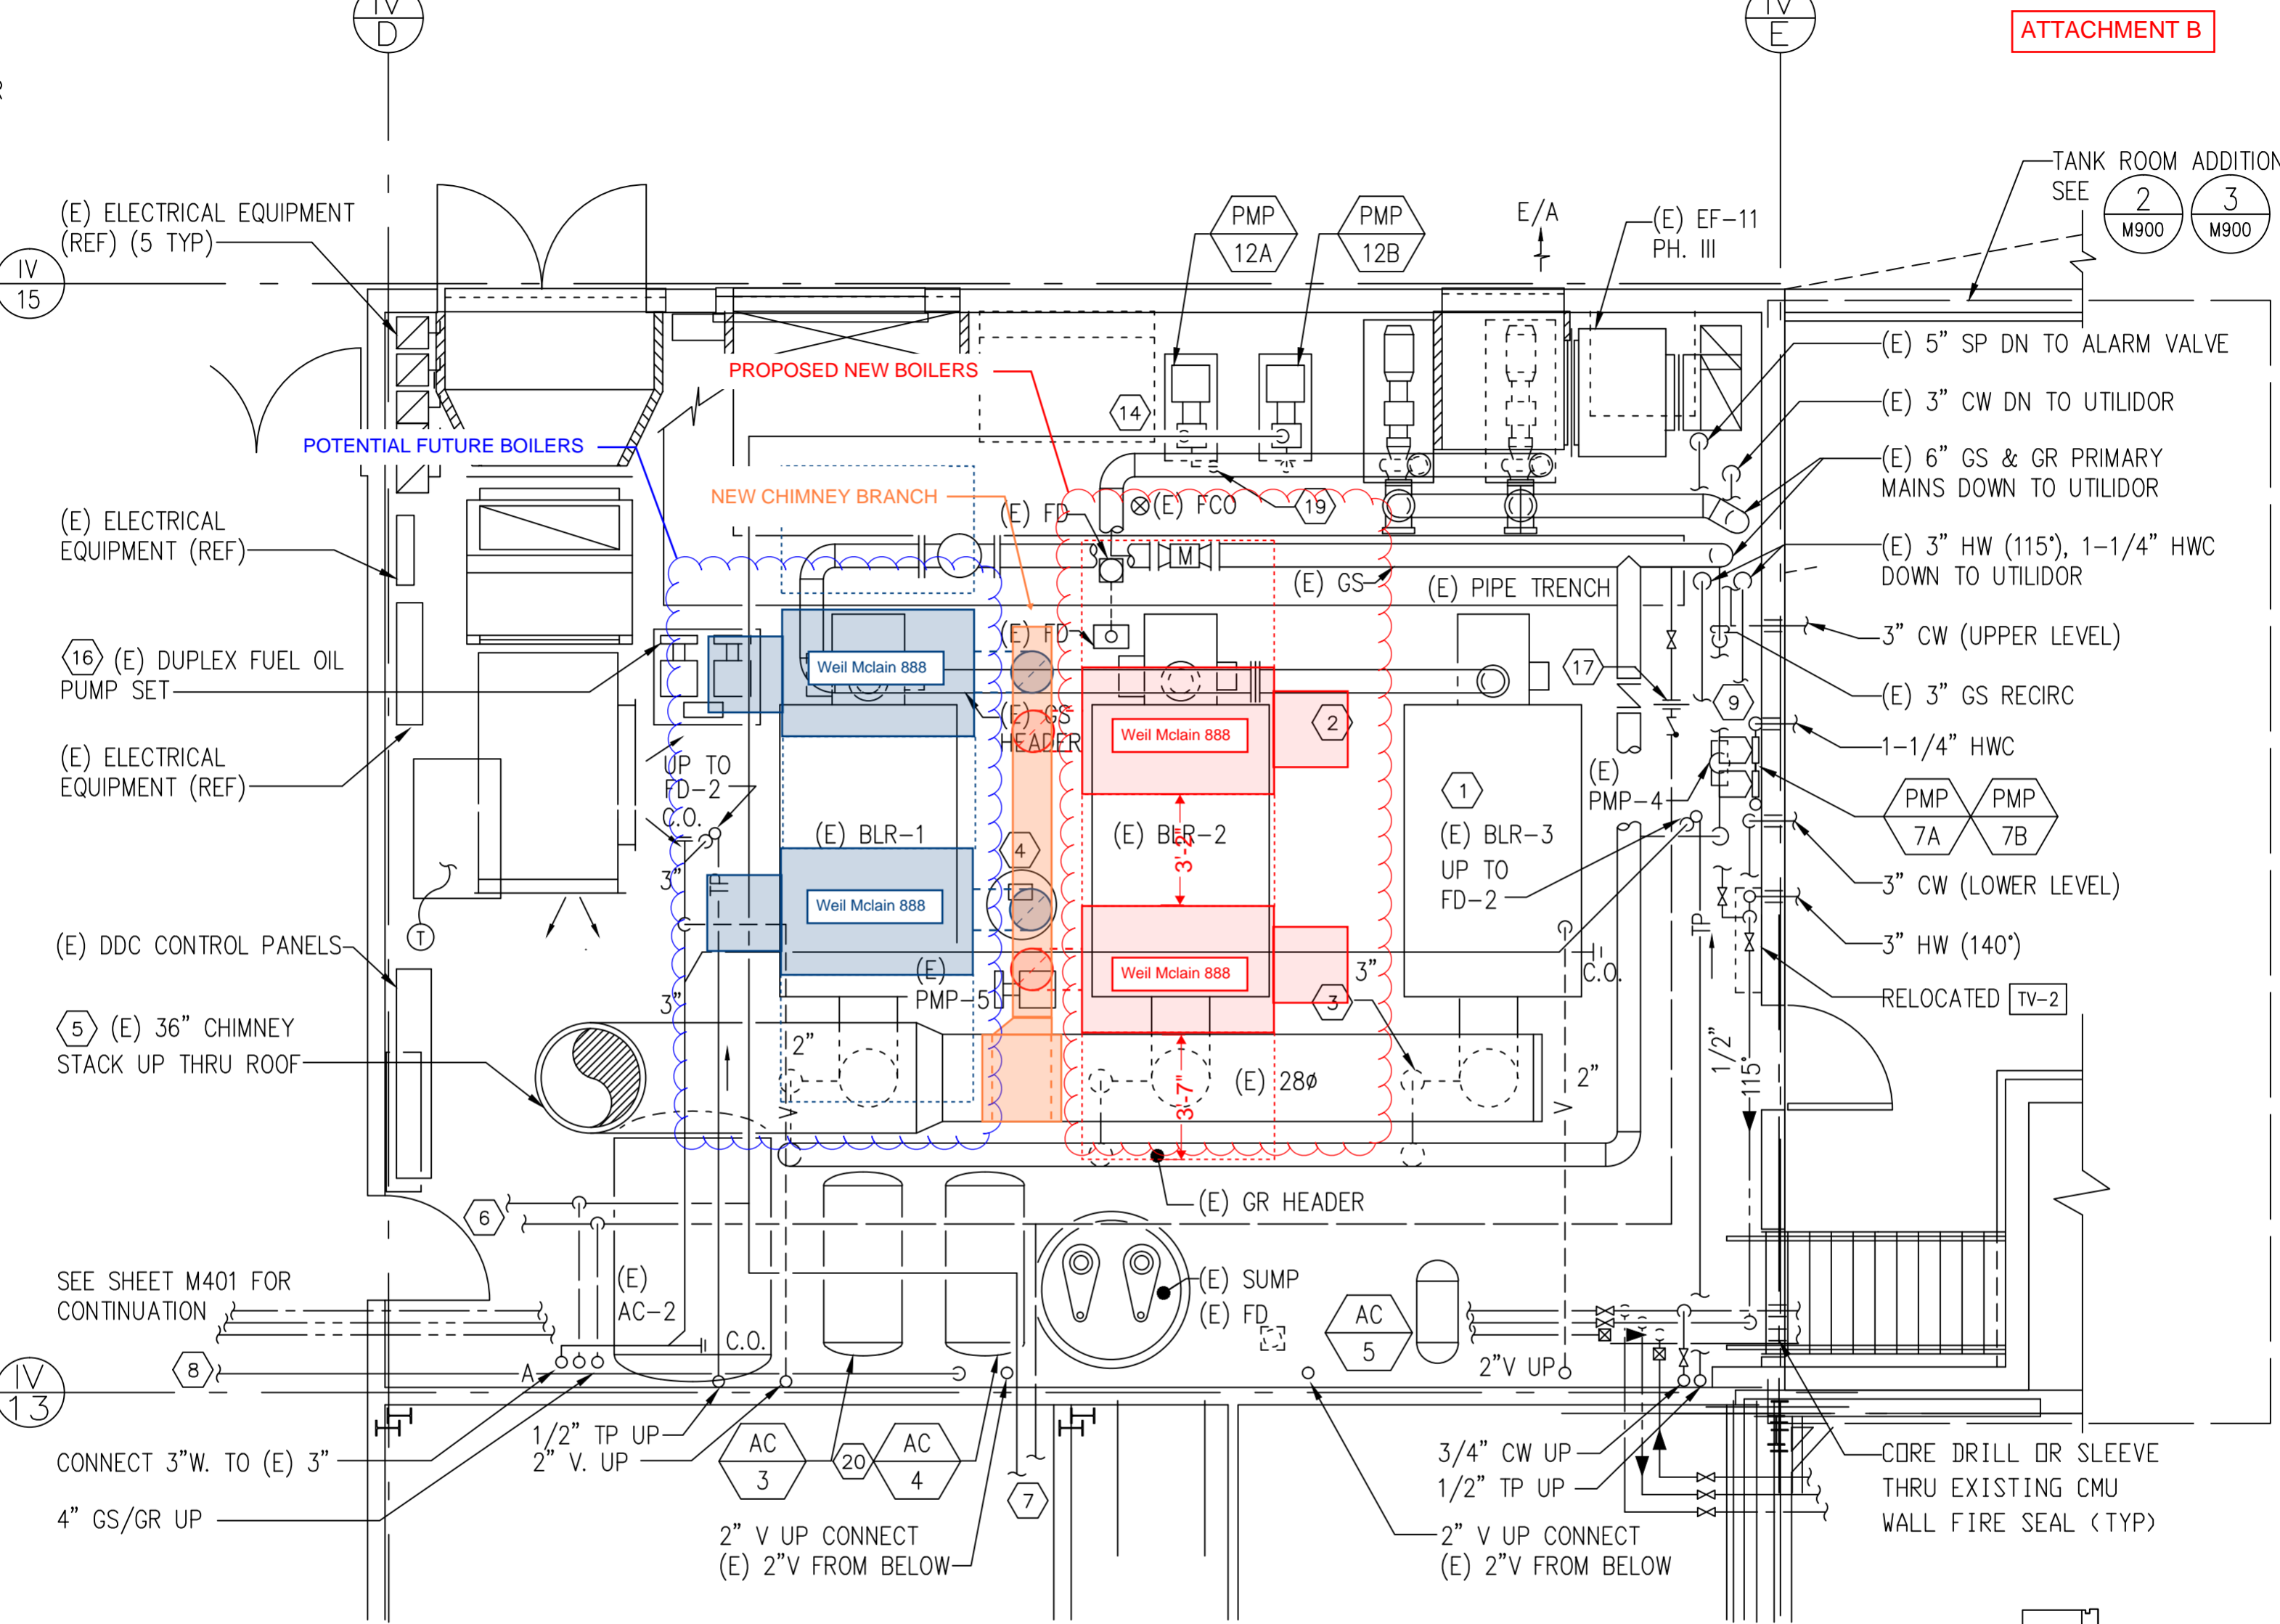 IV
D
IV
E
ATTACHMENT B
R
TANK ROOM ADDITION
SEE
2
M900
3
M900
(E) ELECTRICAL EQUIPMENT
(REF) (5 TYP)
PMP
12A
PMP
12B
E/A
(E) EF-11
PH. III
IV
15
(E) 5" SP DN TO ALARM VALVE
PROPOSED NEW BOILERS
14
(E) 3" CW DN TO UTILIDOR
POTENTIAL FUTURE BOILERS
(E) 6" GS & GR PRIMARY
MAINS DOWN TO UTILIDOR
NEW CHIMNEY BRANCH
(E) FD
(E) FCO
19
(E) ELECTRICAL
EQUIPMENT (REF)
M
(E) 3" HW (115°), 1-1/4" HWC
DOWN TO UTILIDOR
(E) GS
(E) PIPE TRENCH
(E) FD
3" CW (UPPER LEVEL)
16
(E) DUPLEX FUEL OIL
PUMP SET
Weil Mclain 888
17
(E) 3" GS RECIRC
9
(E) GS
HEADER
2
Weil Mclain 888
1-1/4" HWC
(E) ELECTRICAL
EQUIPMENT (REF)
UP TO
FD-2
C.O.
(E)
PMP-4
1
PMP
7A
PMP
7B
(E) BLR-1
4
(E) BLR-2
3'-2"
(E) BLR-3
UP TO
FD-2
3"
TP
Weil Mclain 888
3" CW (LOWER LEVEL)
T
TP
(E) DDC CONTROL PANELS
3" HW (140°)
(E)
PMP-5
Weil Mclain 888
3"
C.O.
3"
3
RELOCATED
TV-2
5
(E) 36" CHIMNEY
STACK UP THRU ROOF
2"
V
3'-7"
(E) 28ø
2"
V
1/2"
115°
6
(E) GR HEADER
SEE SHEET M401 FOR
CONTINUATION
(E)
AC-2
(E) SUMP
(E) FD
AC
5
C.O.
8
A
2"V UP
IV
13
1/2" TP UP
2" V. UP
AC
3
20
AC
4
3/4" CW UP
1/2" TP UP
CORE DRILL OR SLEEVE
THRU EXISTING CMU
WALL FIRE SEAL (TYP)
CONNECT 3"W. TO (E) 3"
7
4" GS/GR UP
2" V UP CONNECT
(E) 2"V FROM BELOW
2" V UP CONNECT
(E) 2"V FROM BELOW